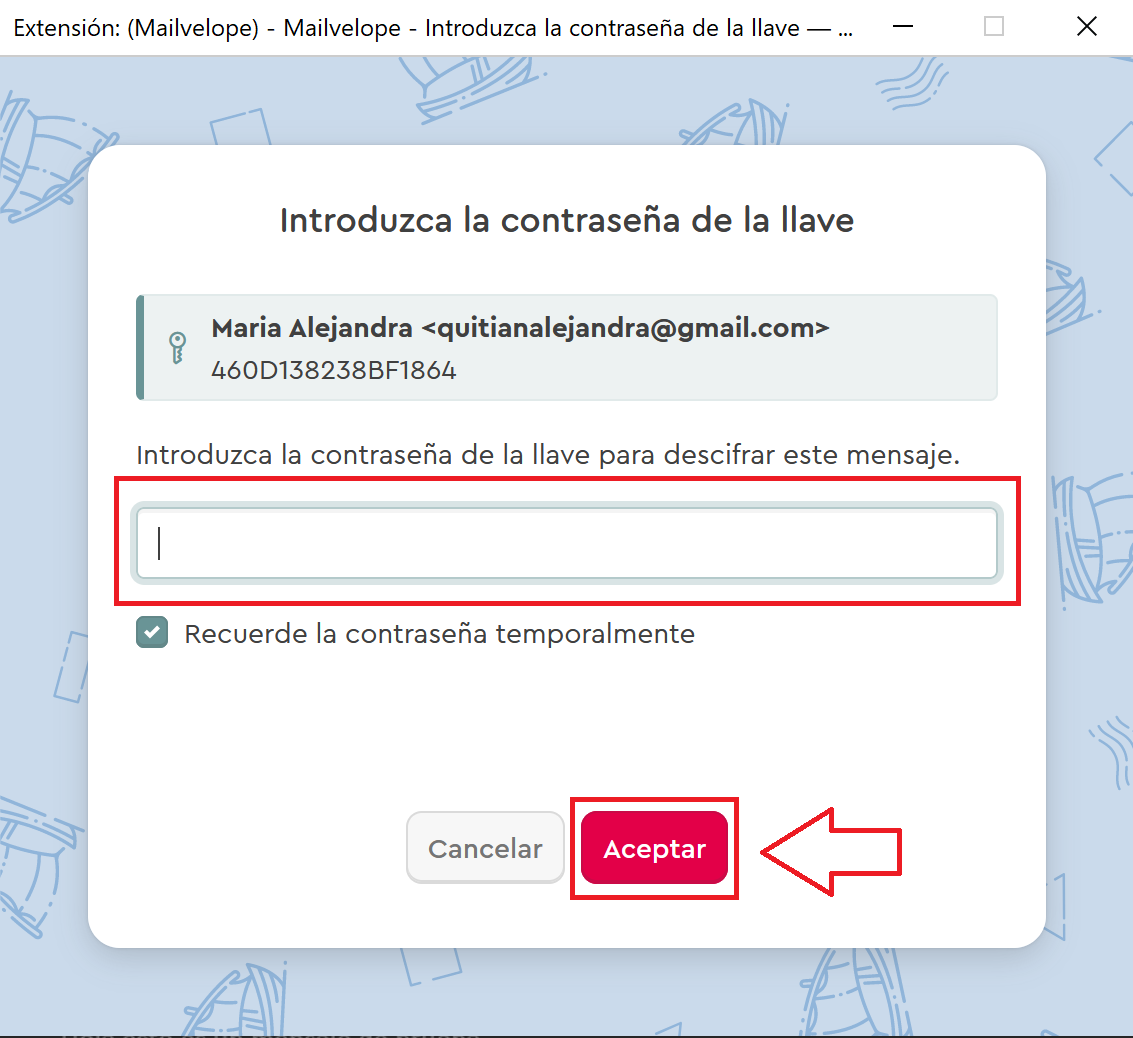 Extensión: (Mailvelope) - Mailvelope - Introduzca la contraseña de la llave — ...
Introduzca la contraseña de la llave
Maria Alejandra <quitianalejandra@gmail.com>
460D138238BF1864
Introduzca la contraseña de la llave para descifrar este mensaje.
Recuerde la contraseña temporalmente
Cancelar
Aceptar